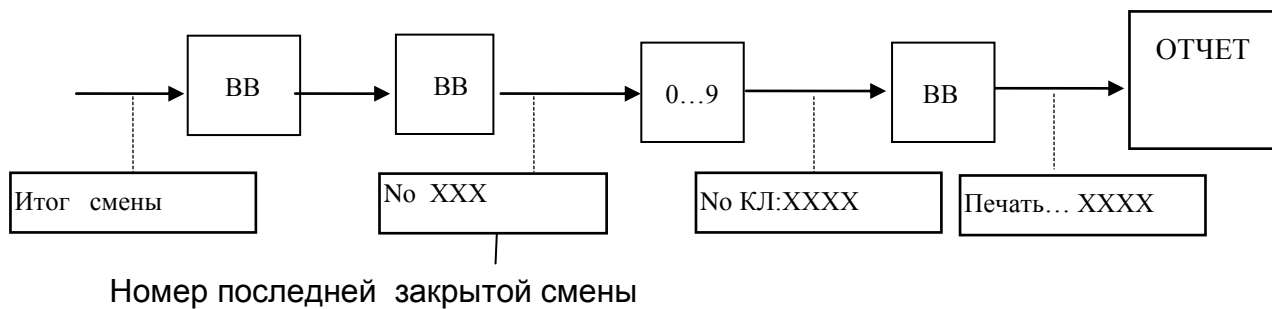 ВВ
ВВ
0…9
ВВ
ОТЧЕТ
Итог смены
No XXX
No КЛ:XXXX
Печать… XXXX
Номер последней закрытой смены